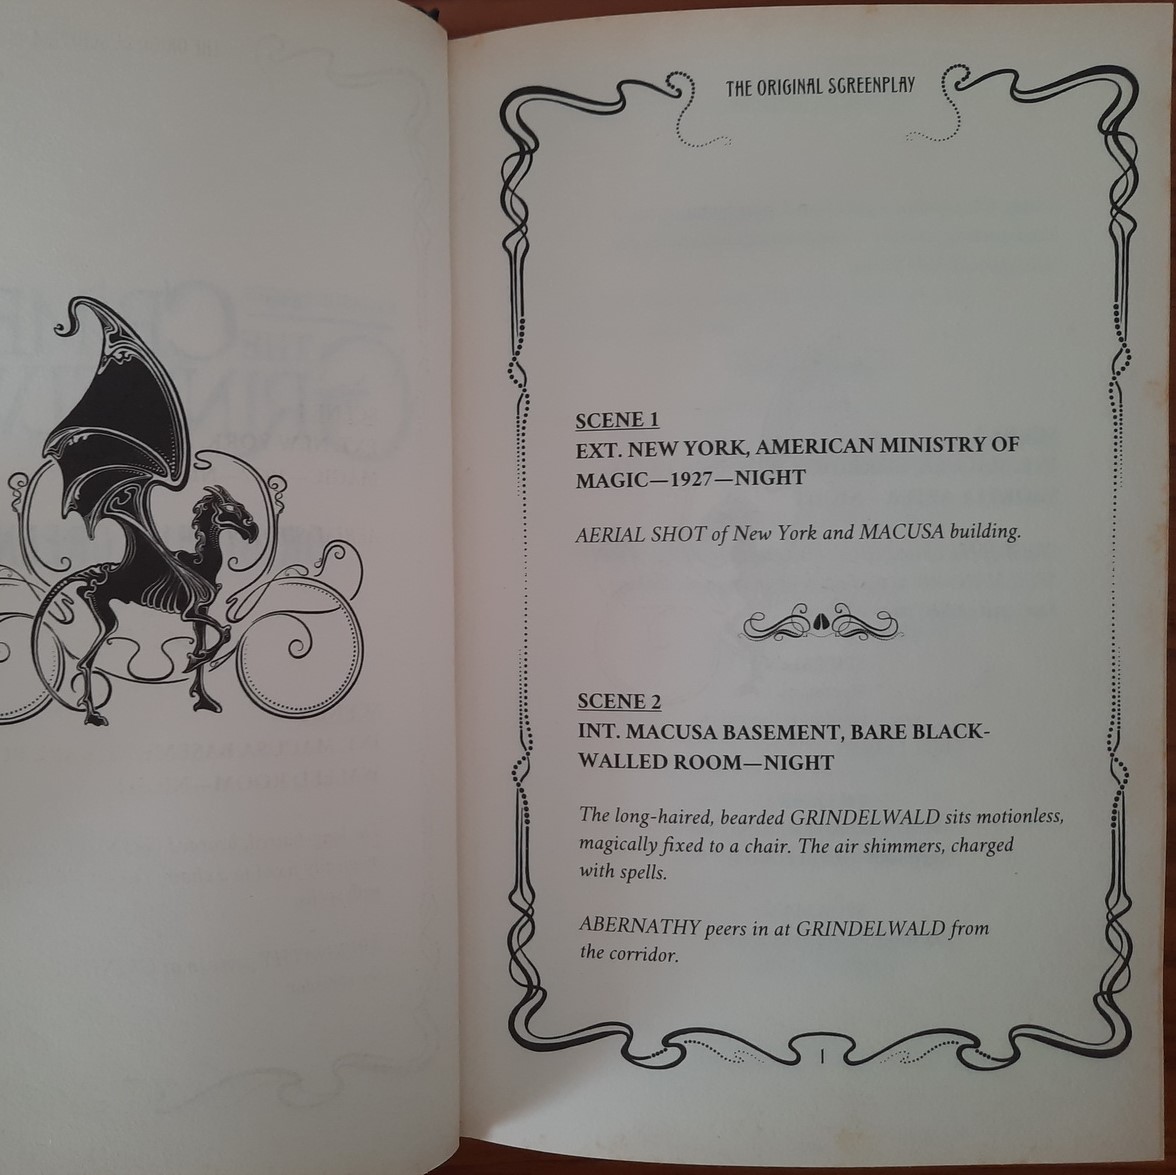 THE ORIGINAL SCREENPLAY
SCENE 1
EXT. NEW YORK, AMERICAN MINISTRY OF
MAGIC—1927—NIGHT
AERIAL SHOT of New York and MACUSA building.
SCENE 2
INT. MACUSA BASEMENT, BARE BLACK-
WALLED ROOM—NIGHT
The long-haired, bearded GRINDELWALD sits motionless,
magically fixed to a chair. The air shimmers, charged
with spells.
ABERNATHY peers in at GRINDELWALD from
the corridor.
1